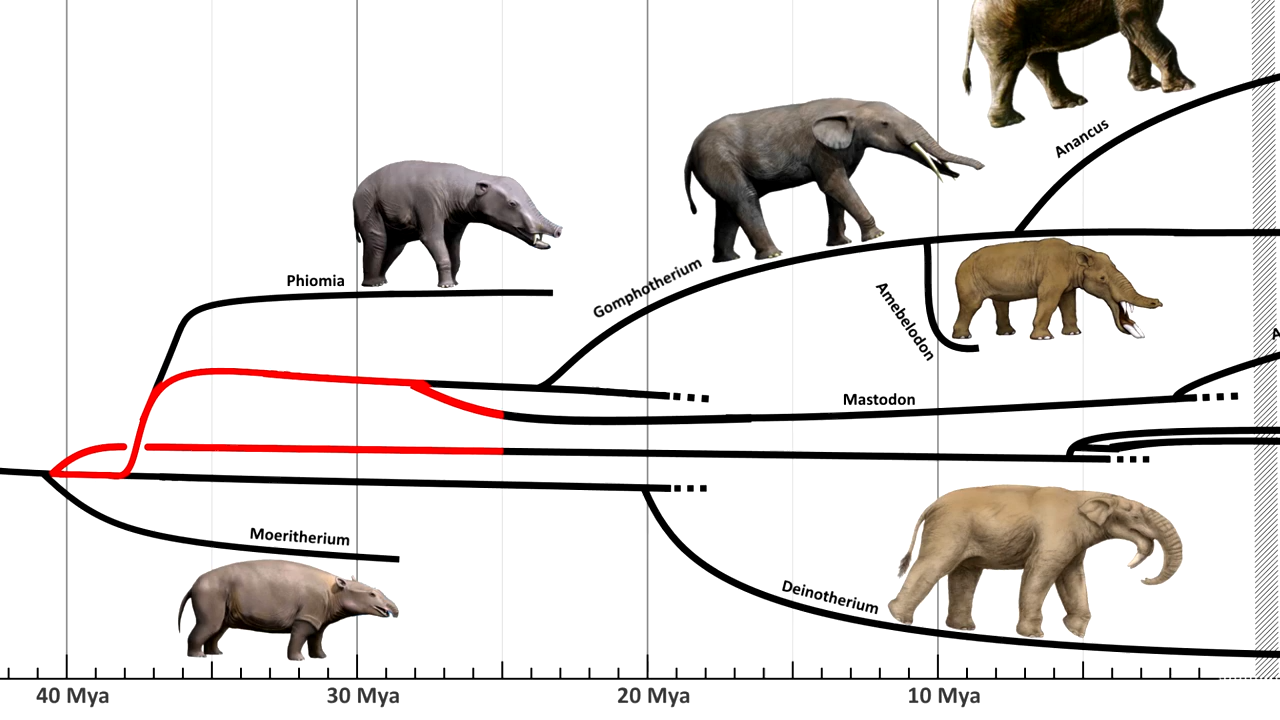 Anancus
Phiomia
Gomphotherium
Amebelodon
Mastodon
Moeritherium
Deinotherium
40 Mya
30 Mya
20 Mya
10 Mya